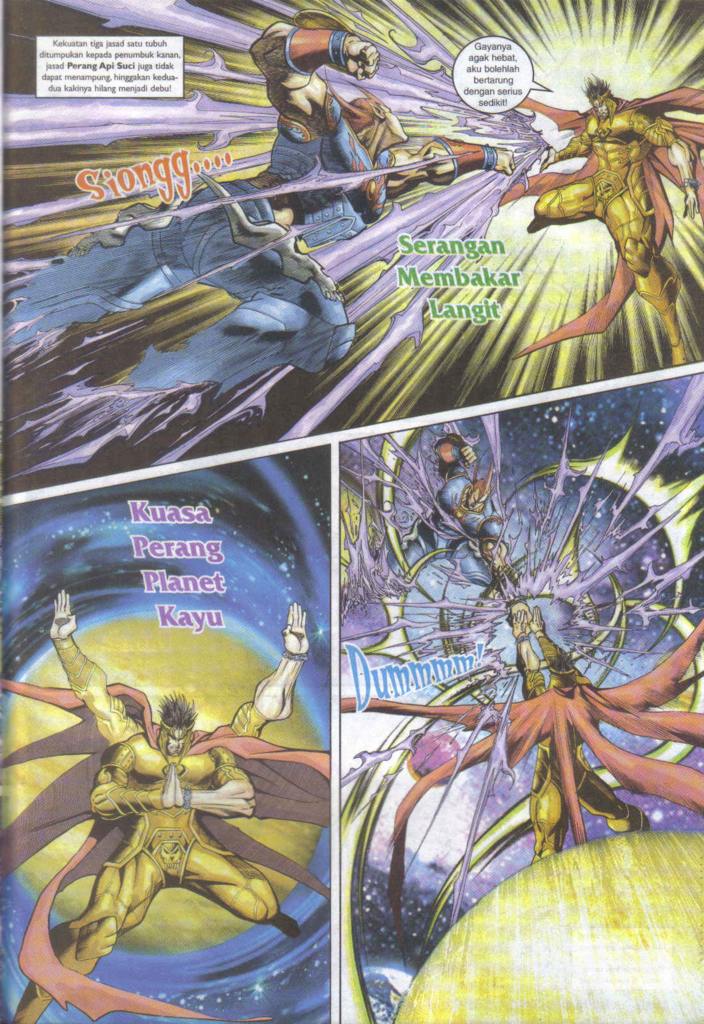 Kekuatan tiga jasad satu tubuh
ditumpukan kepada penumbuk kanan,
jasad Perang Api Suci juga tidak
dapat menampung, hinggakan kedua-
dua kakinya hilang menjadi debu!
Gayanya
agak hebat,
aku bolehlah
bertarung
dengan serius
sedikit!
Siongg....
Serangan
Membakar
Langit
Kuasa
Perang
Planet
Kayu
Dummmm!